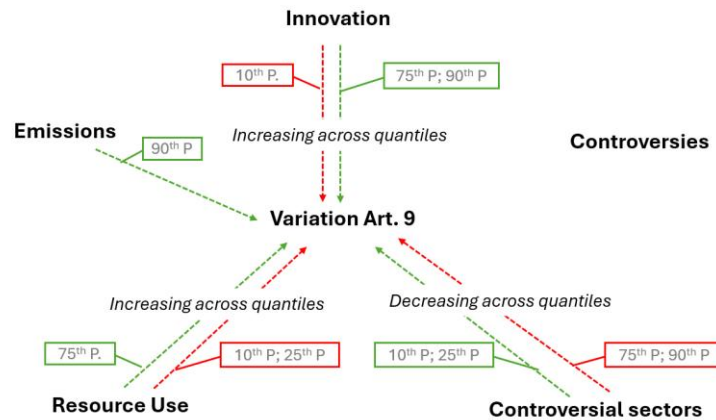 Innovation
10th P.
75th P; 90th P
Emissions
90th P
Increasing across quantiles
Controversies
Variation Art. 9
Increasing across quantiles
Decreasing across quantiles
75th P.
10th P; 25th P
10th P; 25th P
75th P; 90th P
Resource Use
Controversial sectors